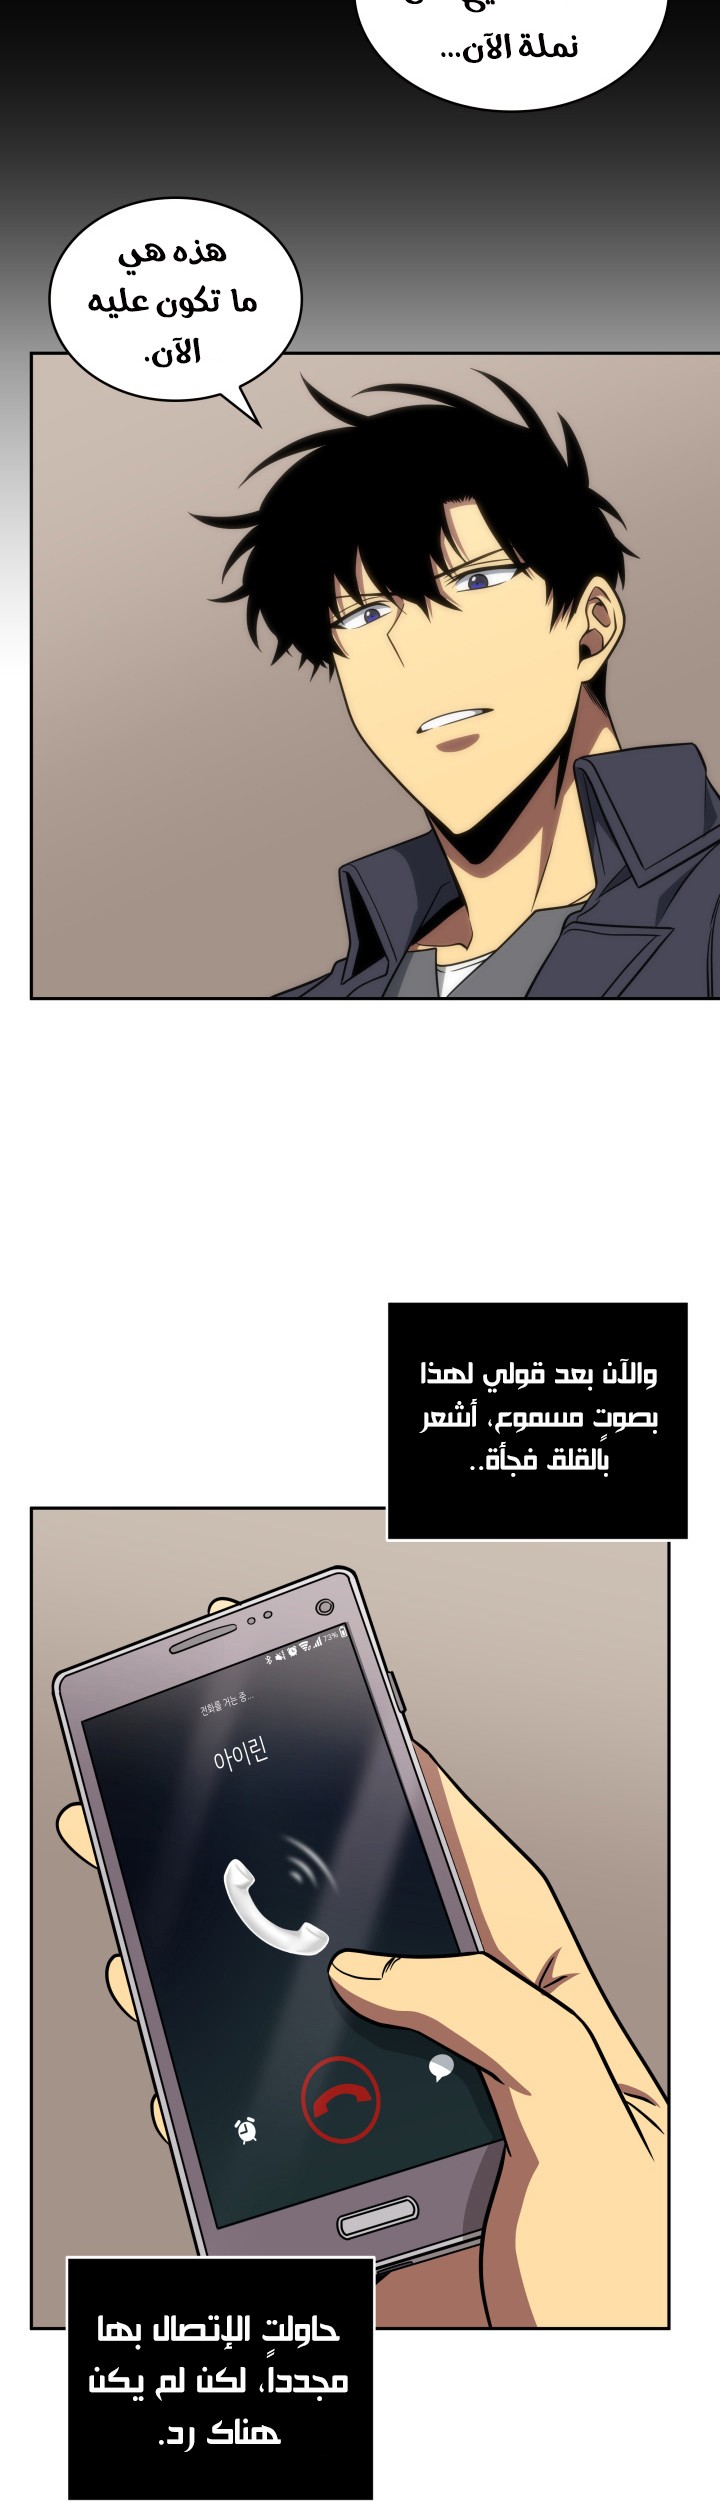 نملة الآن...
هذه هي
ما تكون عليه
الآن.
والآن بعد قولي لهذا
بصوتٍ مسموع، أشعر
بالقلق فجأة..
73%
전화를 거는 중...
아이린
حاولت الإتصال بها
مجدداً، لكن لم يكن
هناك رد.